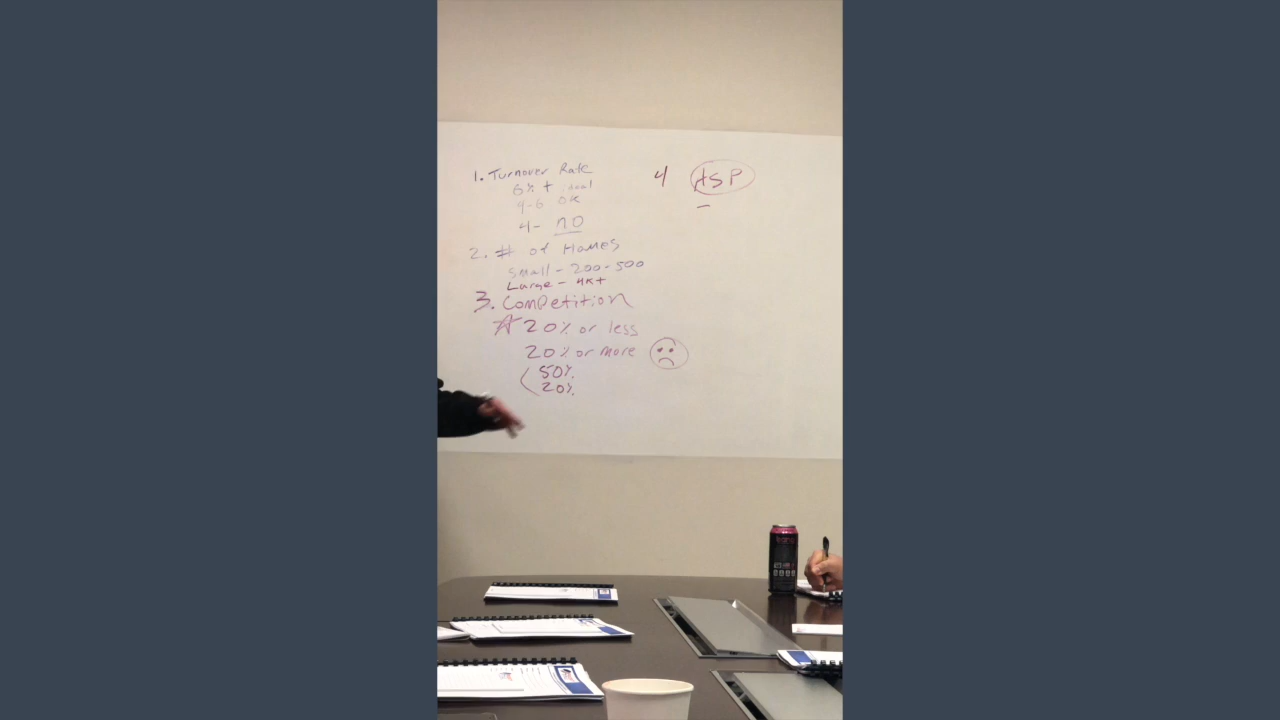 1. Turnover Rate
6% + ideal
4-6 OK
4- no
2. # of Homes
Small - 200-500
Large - 4K+
3. Competition
20% or less
20% or more
50%
20%
4 ASP
bang